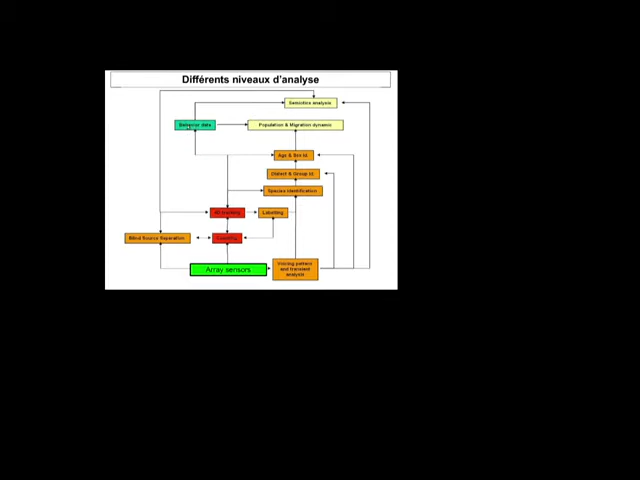 Différents niveaux d'analyse
Semiotics analysis
Behavior data
Population & Migration dynamic
Age & Sex Id.
Dialect & Group Id.
Species Identification
Labelling
Blind Source Separation
Array sensors
Voicing pattern
and transient
analysis